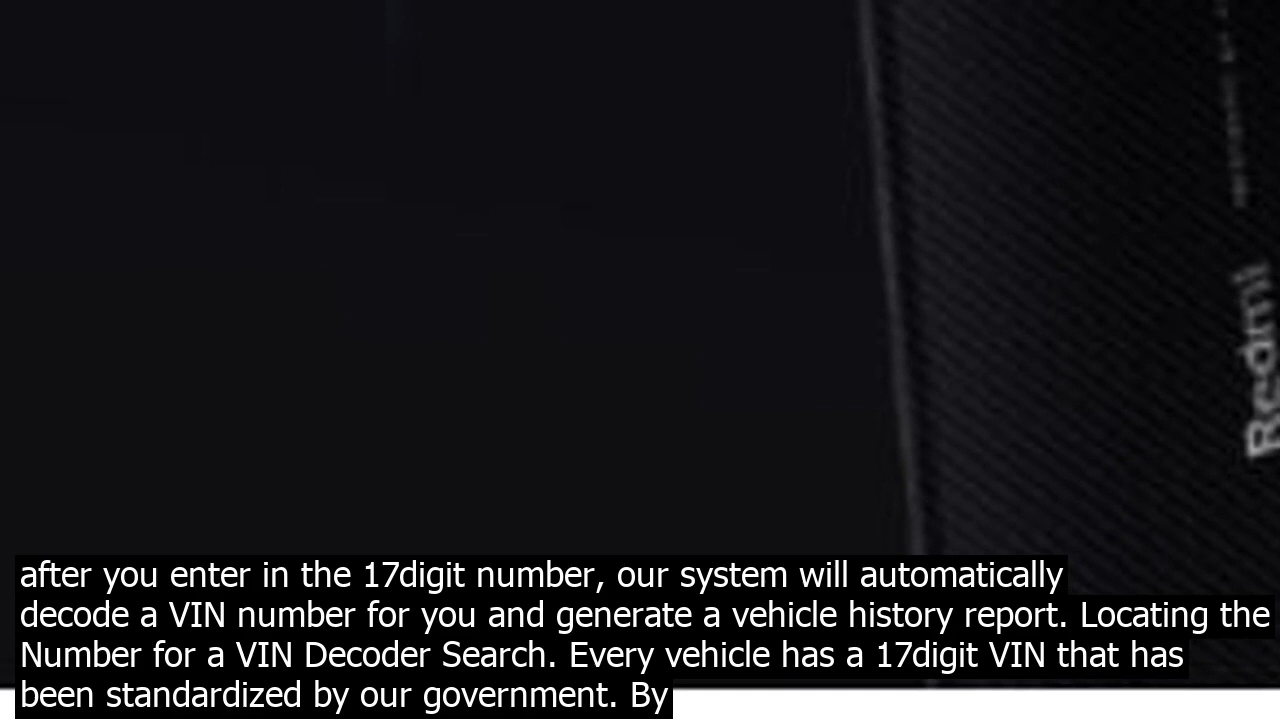 Redmi
after you enter in the 17digit number, our system will automatically
decode a VIN number for you and generate a vehicle history report. Locating the
Number for a VIN Decoder Search. Every vehicle has a 17digit VIN that has
been standardized by our government. By